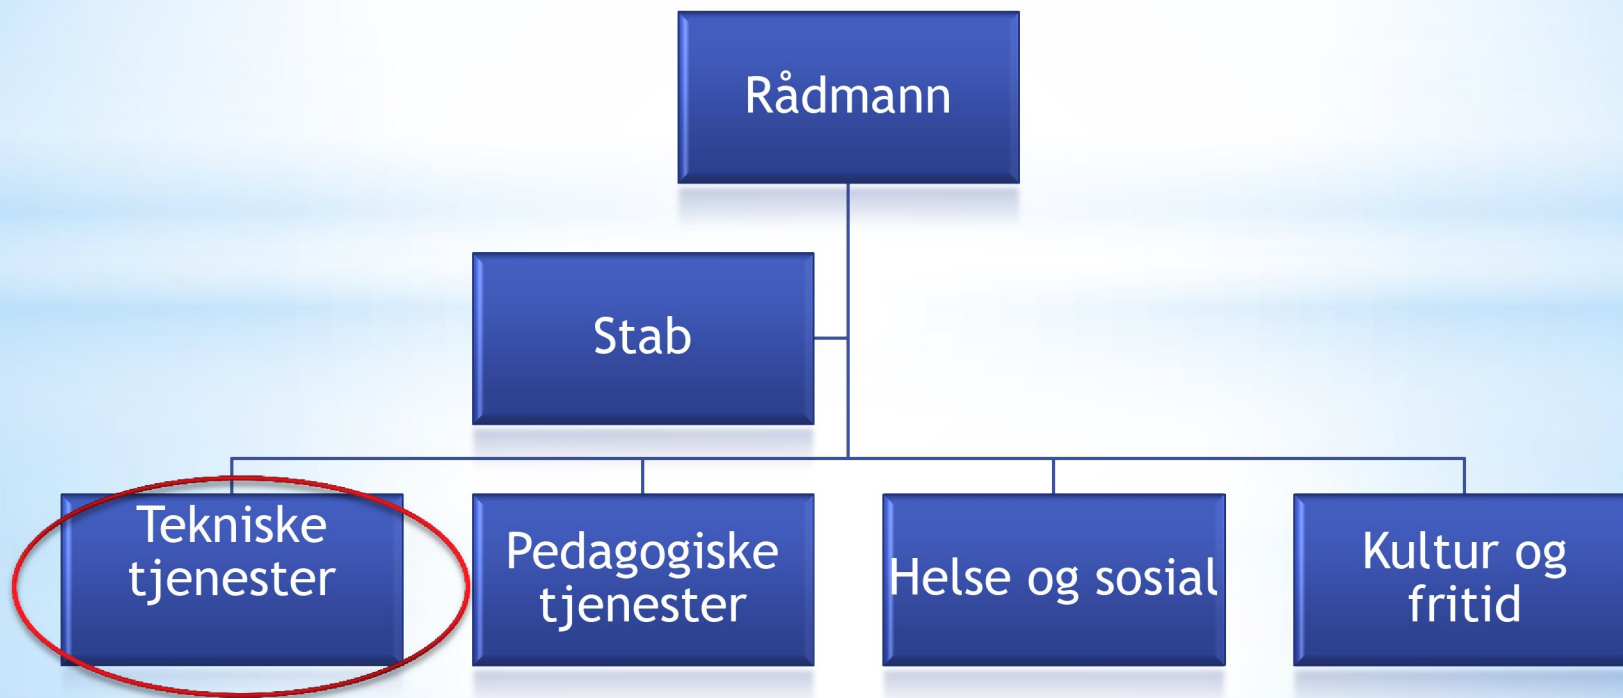 Rådmann
Stab
Tekniske
tjenester
Pedagogiske
tjenester
Helse og sosial
Kultur og
fritid